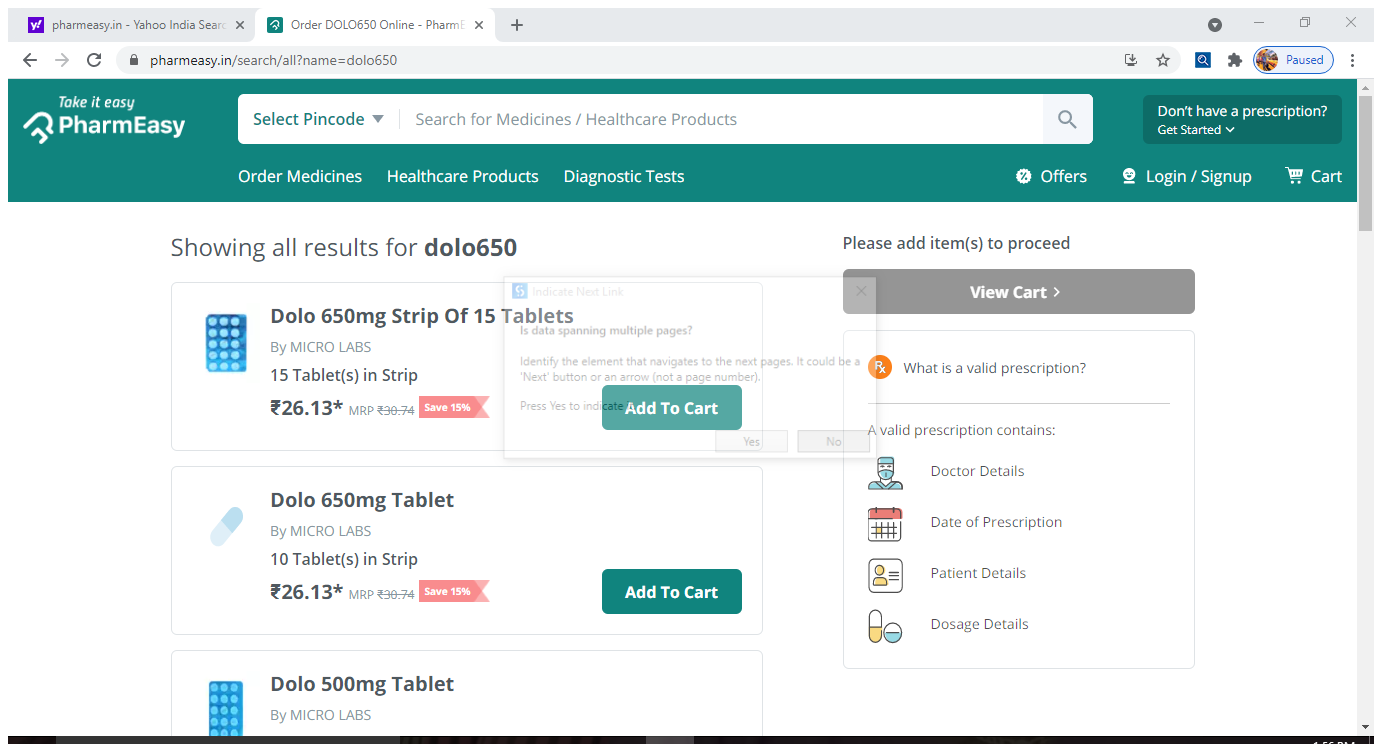 pharmeasy.in - Yahoo India Searc
Order DOLO650 Online - PharmE
pharmeasy.in/search/all?name=dolo650
Paused
Take it easy
PharmEasy
Select Pincode
Search for Medicines / Healthcare Products
Don't have a prescription?
Get Started
Order Medicines Healthcare Products Diagnostic Tests
Offers Login / Signup Cart
Showing all results for dolo650
Dolo 650mg Strip Of 15 Tablets
By MICRO LABS
15 Tablet(s) in Strip
₹26.13* MRP ₹30.74 Save 15%
Add To Cart
Indicate Next Link
Is data spanning multiple pages?
Identify the element that navigates to the next pages. It could be a
'Next' button or an arrow (not a page number).
Press Yes to indicate
Yes No
Dolo 650mg Tablet
By MICRO LABS
10 Tablet(s) in Strip
₹26.13* MRP ₹30.74 Save 15%
Add To Cart
Dolo 500mg Tablet
By MICRO LABS
Please add item(s) to proceed
View Cart
Rx What is a valid prescription?
A valid prescription contains:
Doctor Details
Date of Prescription
Patient Details
Dosage Details